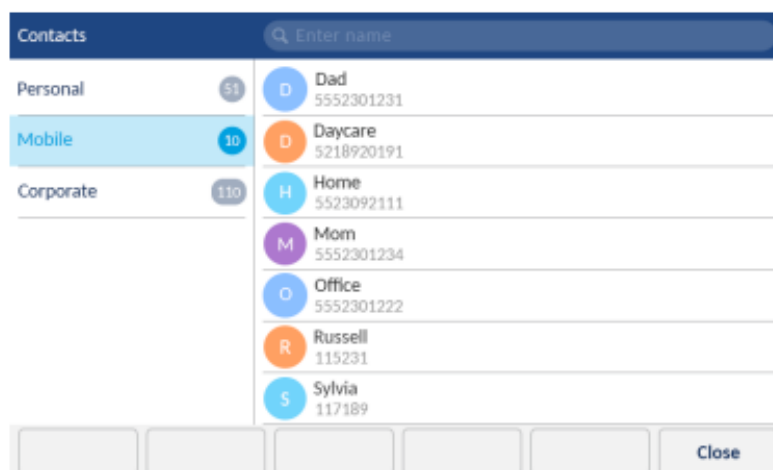 Contacts
Enter name
Personal 51
Mobile 10
Corporate 110
D Dad
5552301231
D Daycare
5218920191
H Home
5523092111
M Mom
5552301234
O Office
5552301222
R Russell
115231
S Sylvia
117189
Close